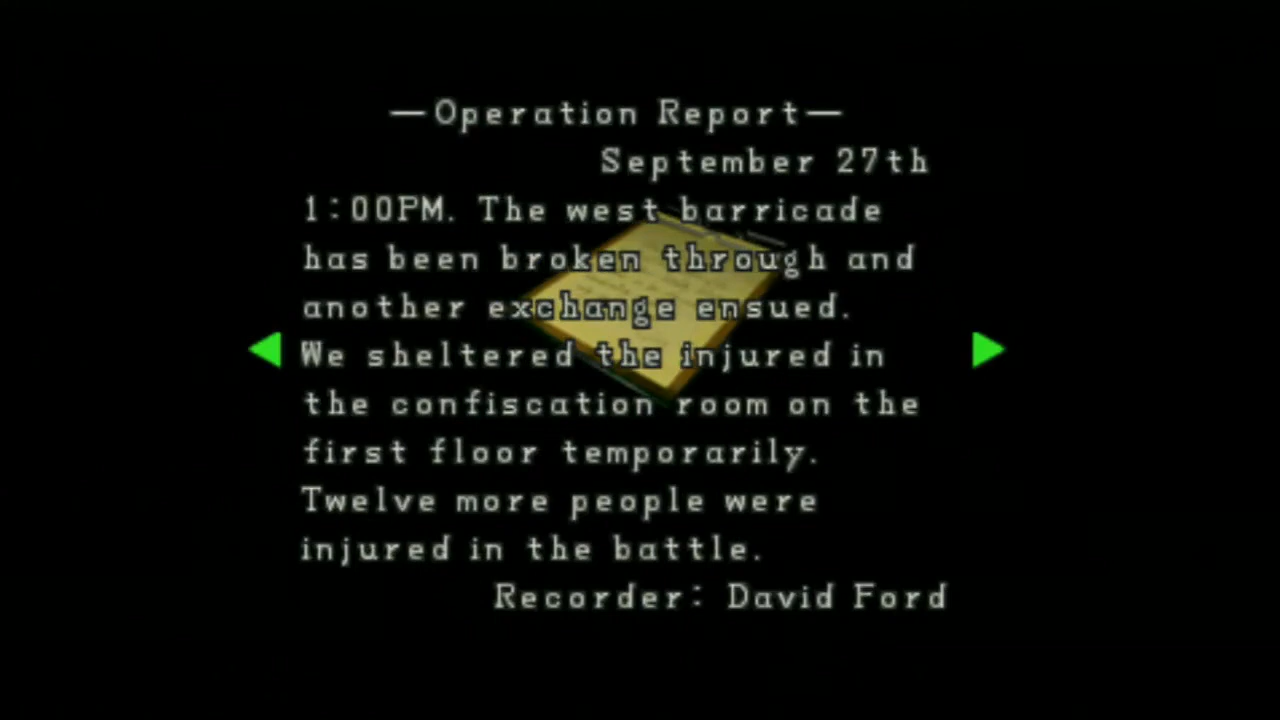 —Operation Report—
September 27th
1:00PM. The west barricade
has been broken through and
another exchange ensued.
We sheltered the injured in
the confiscation room on the
first floor temporarily.
Twelve more people were
injured in the battle.
Recorder: David Ford